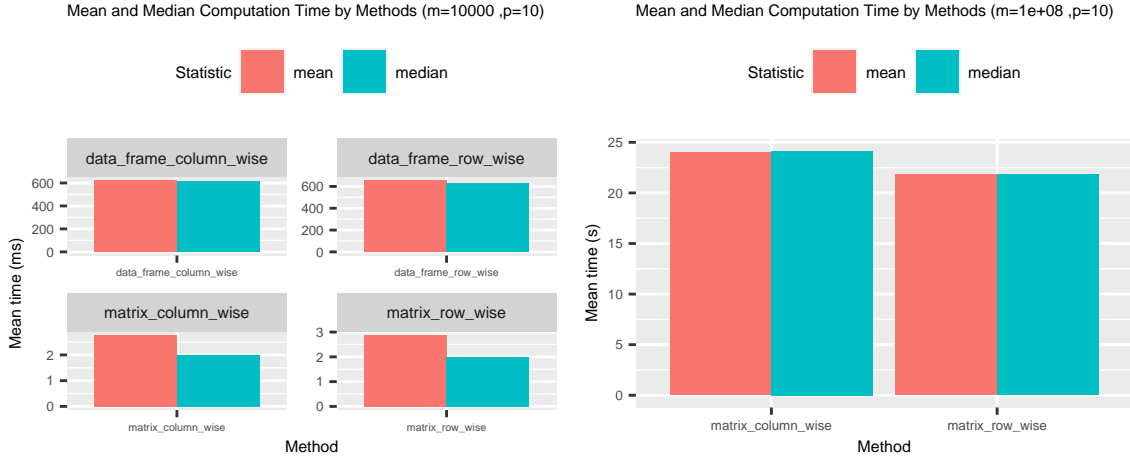 Mean and Median Computation Time by Methods (m=10000 ,p=10)
Statistic mean median
data_frame_column_wise
data_frame_row_wise
600
400
200
0
data_frame_column_wise
600
400
200
0
data_frame_row_wise
matrix_column_wise
matrix_row_wise
2
1
0
matrix_column_wise
3
2
1
0
matrix_row_wise
Mean time (ms)
Method
Mean and Median Computation Time by Methods (m=1e+08 ,p=10)
Statistic mean median
25
20
15
10
5
0
Mean time (s)
matrix_column_wise
matrix_row_wise
Method